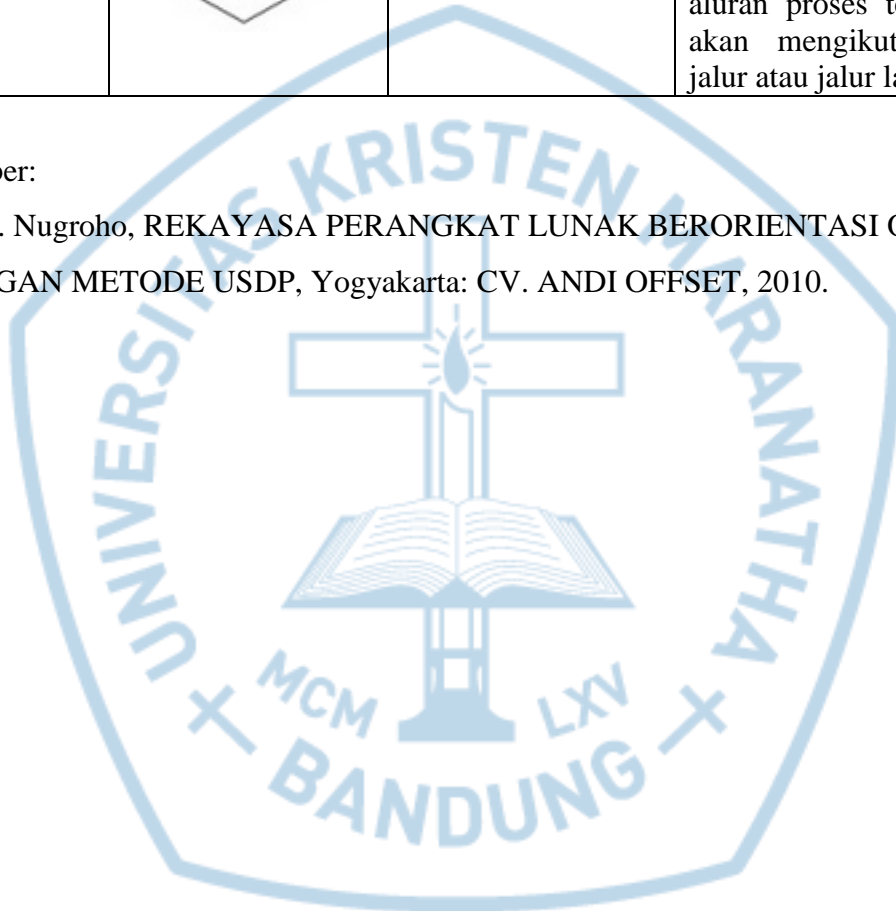 aluran proses t
akan mengikut
jalur atau jalur la
ber:
. Nugroho, REKAYASA PERANGKAT LUNAK BERORIENTASI
GAN METODE USDP, Yogyakarta: CV. ANDI OFFSET, 2010.
UNIVERSITAS KRISTEN MARANATHA
MCM LXV
BANDUNG